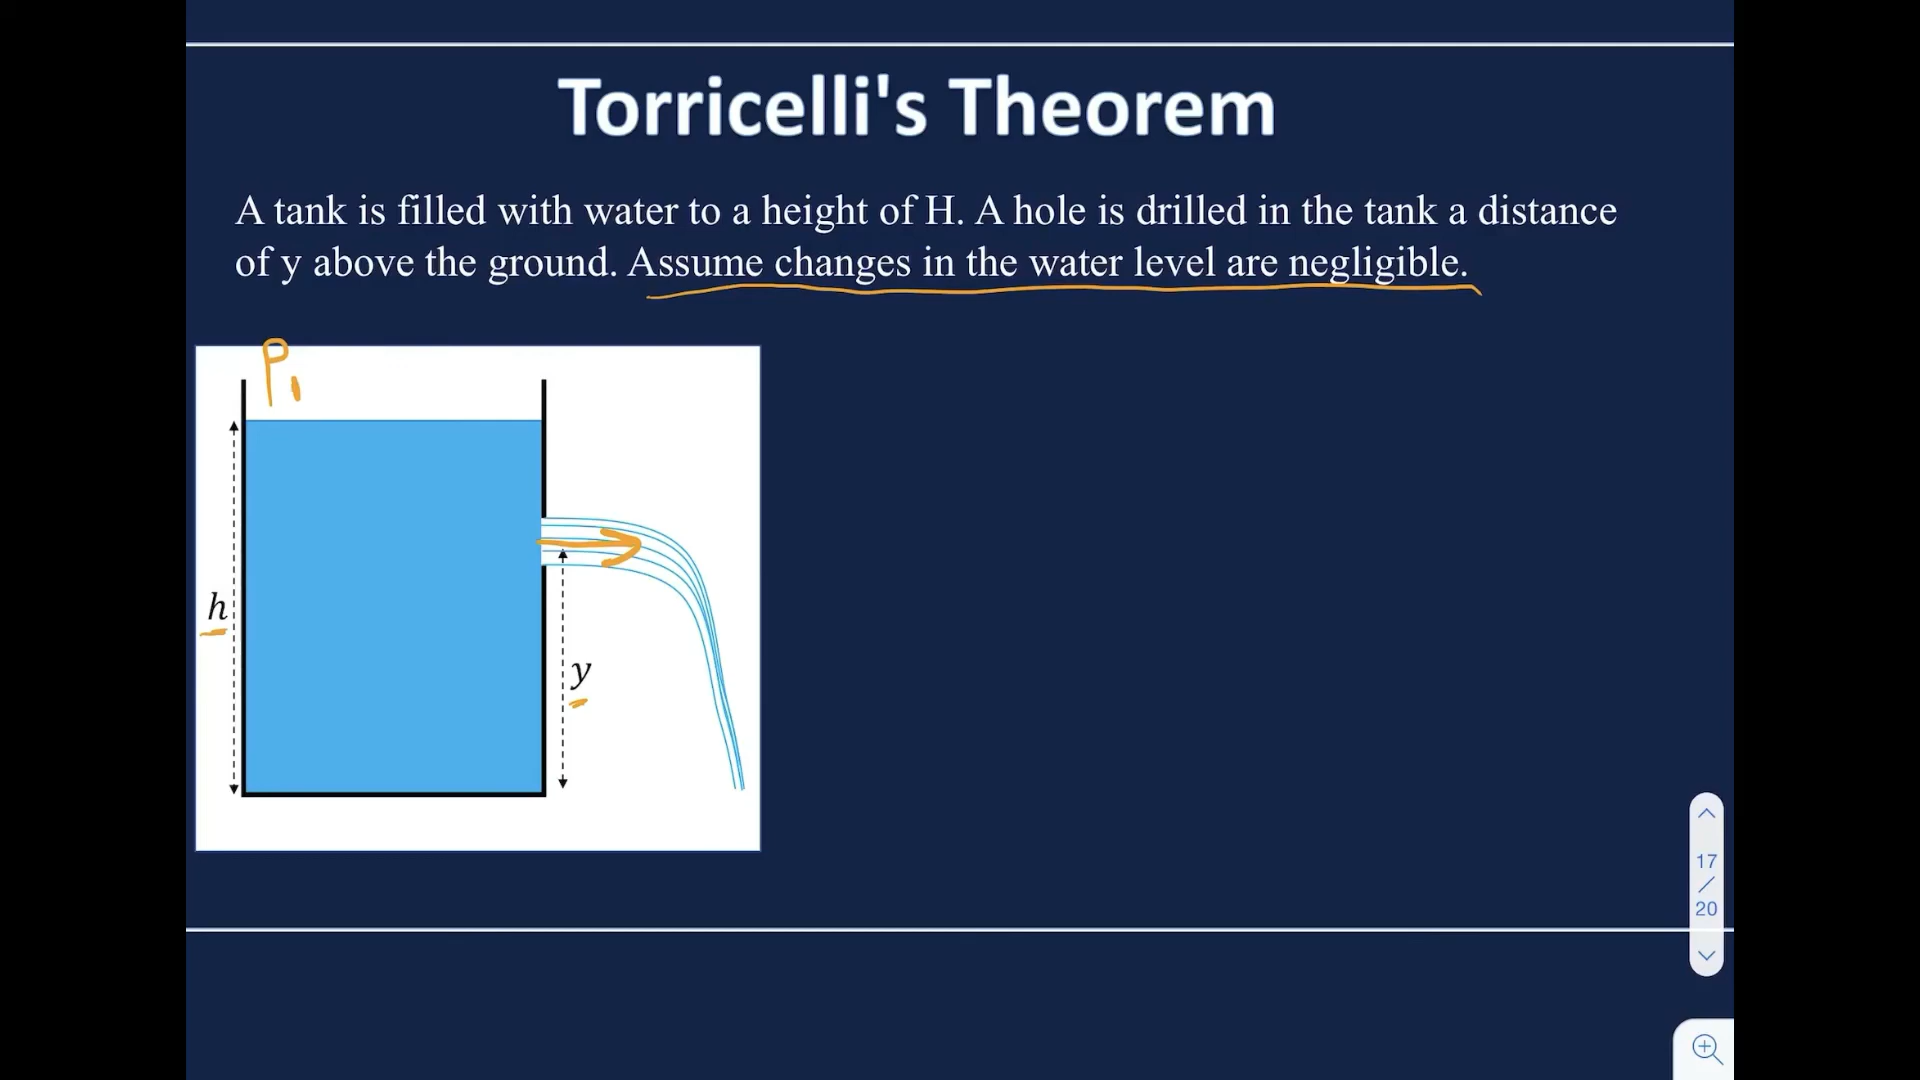 Torricelli's Theorem
A tank is filled with water to a height of H. A hole is drilled in the tank a distance
of y above the ground. Assume changes in the water level are negligible.
P₁
h
y
17
/
20